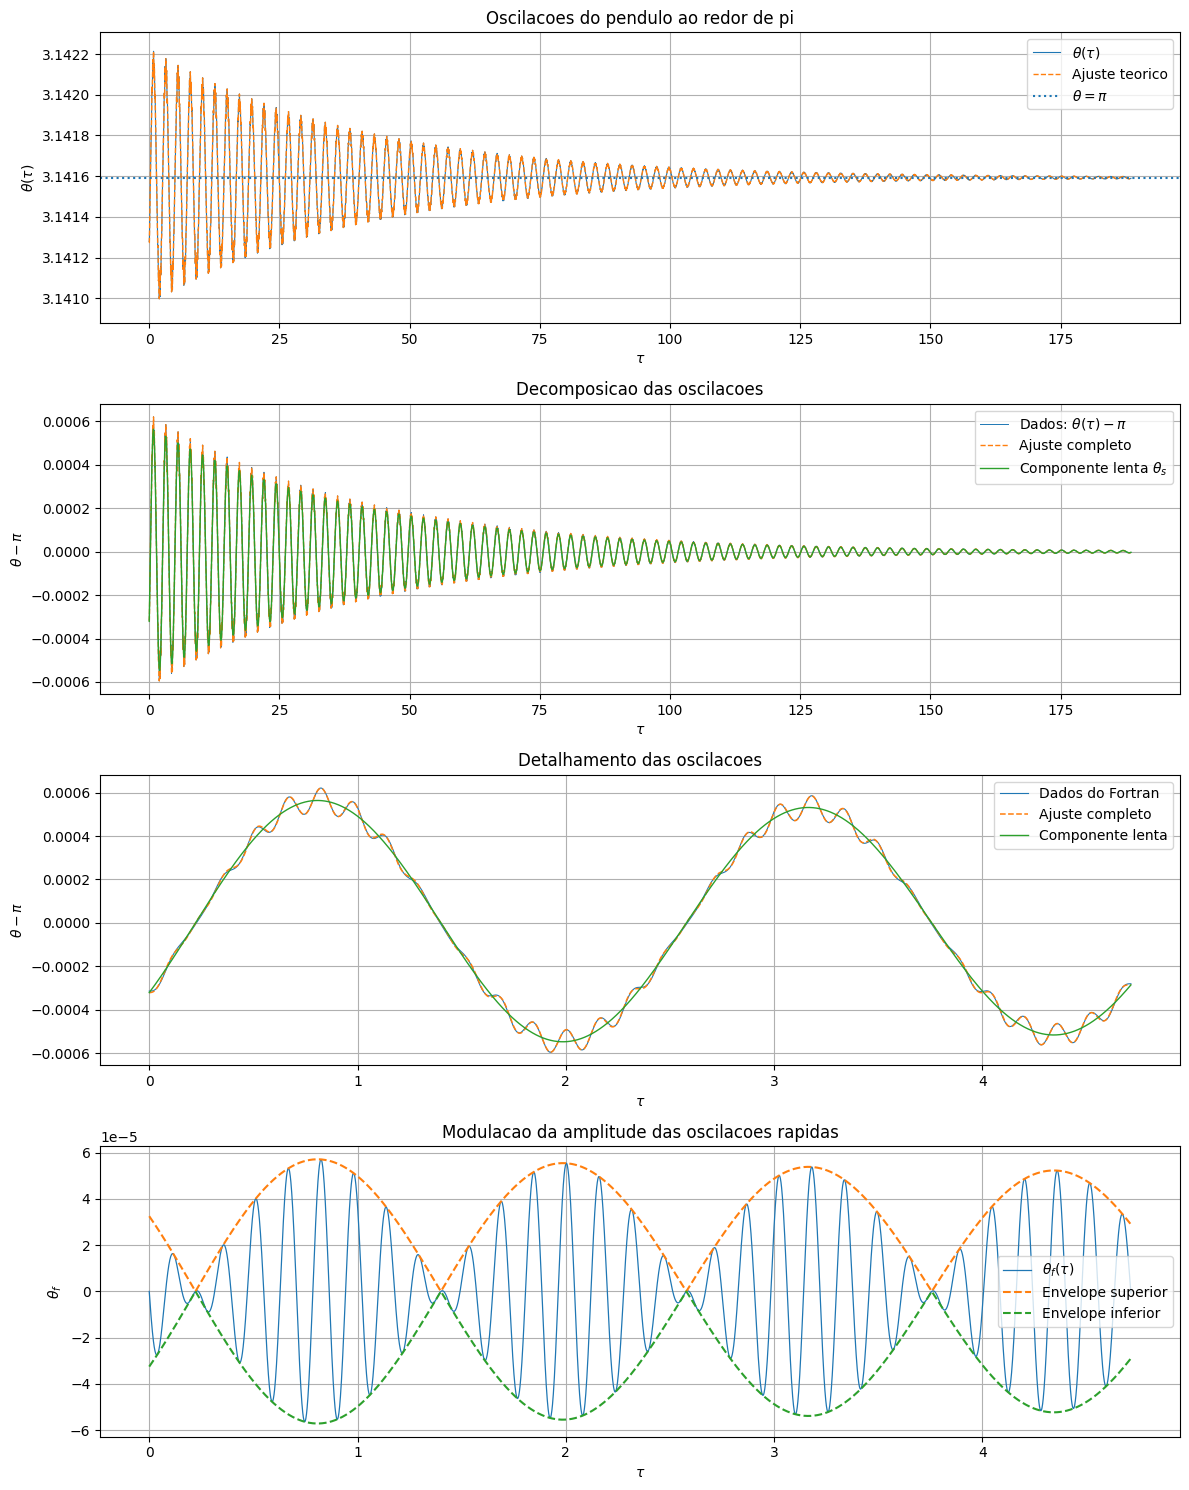 Oscilacoes do pendulo ao redor de pi
θ(τ)
Ajuste teorico
θ = π
3.1422
3.1420
3.1418
3.1416
3.1414
3.1412
3.1410
θ(τ)
0 25 50 75 100 125 150 175
τ
Decomposicao das oscilacoes
Dados: θ(τ) − π
Ajuste completo
Componente lenta θs
0.0006
0.0004
0.0002
0.0000
−0.0002
−0.0004
−0.0006
θ − π
0 25 50 75 100 125 150 175
τ
Detalhamento das oscilacoes
Dados do Fortran
Ajuste completo
Componente lenta
0.0006
0.0004
0.0002
0.0000
−0.0002
−0.0004
−0.0006
θ − π
0 1 2 3 4
τ
Modulacao da amplitude das oscilacoes rapidas
1e−5
6
4
2
0
−2
−4
−6
θf
θf(τ)
Envelope superior
Envelope inferior
0 1 2 3 4
τ